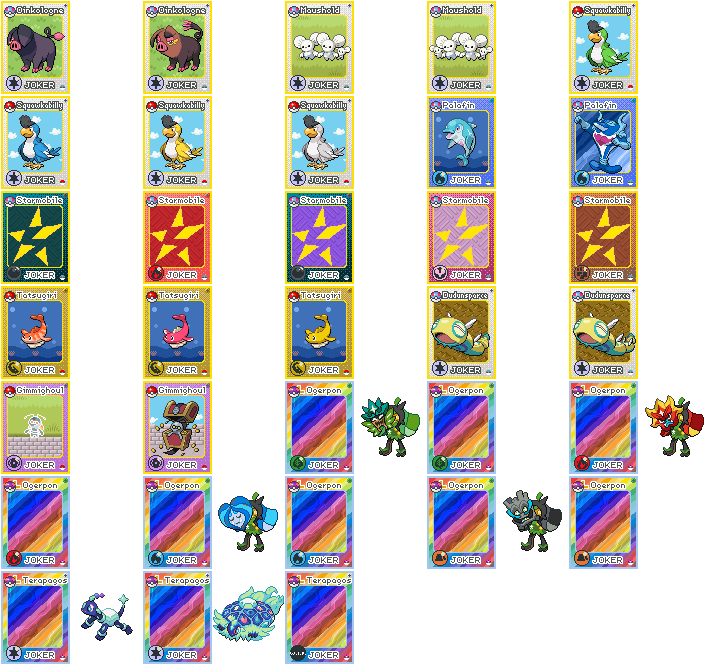 Oinkologne Oinkologne Maushold Maushold Squawkabilly
JOKER JOKER JOKER JOKER JOKER
Squawkabilly Squawkabilly Squawkabilly Palafin Palafin
JOKER JOKER JOKER JOKER JOKER
Starmobile Starmobile Starmobile Starmobile Starmobile
JOKER JOKER JOKER JOKER JOKER
Tatsugiri Tatsugiri Tatsugiri Dudunsparce Dudunsparce
JOKER JOKER JOKER JOKER JOKER
Gimmighoul Gimmighoul Ogerpon Ogerpon Ogerpon
JOKER JOKER JOKER JOKER JOKER
Ogerpon Ogerpon Ogerpon Ogerpon
JOKER JOKER JOKER JOKER
Terapagos Terapagos Terapagos
JOKER JOKER W.I.P. JOKER